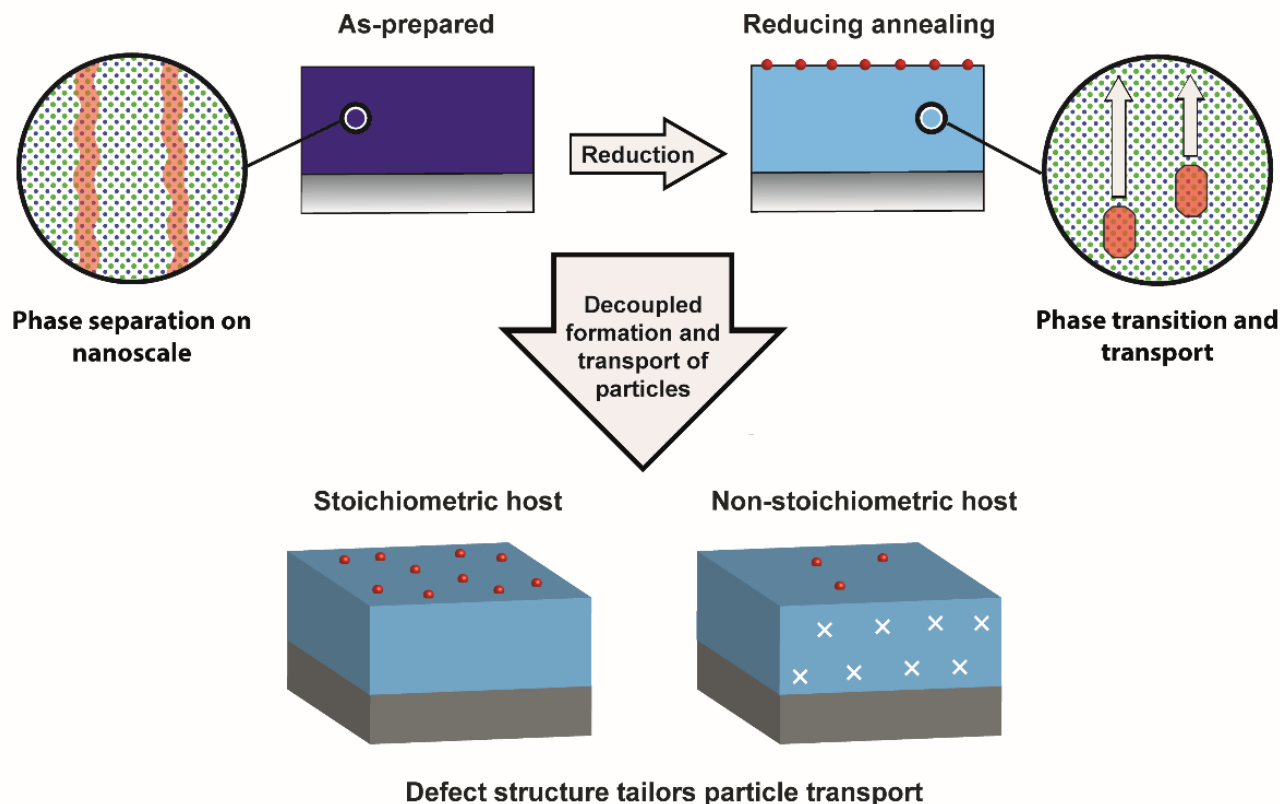 As-prepared
Reducing annealing
Reduction
Phase separation on
nanoscale
Phase transition and
transport
Decoupled
formation and
transport of
particles
Stoichiometric host
Non-stoichiometric host
Defect structure tailors particle transport